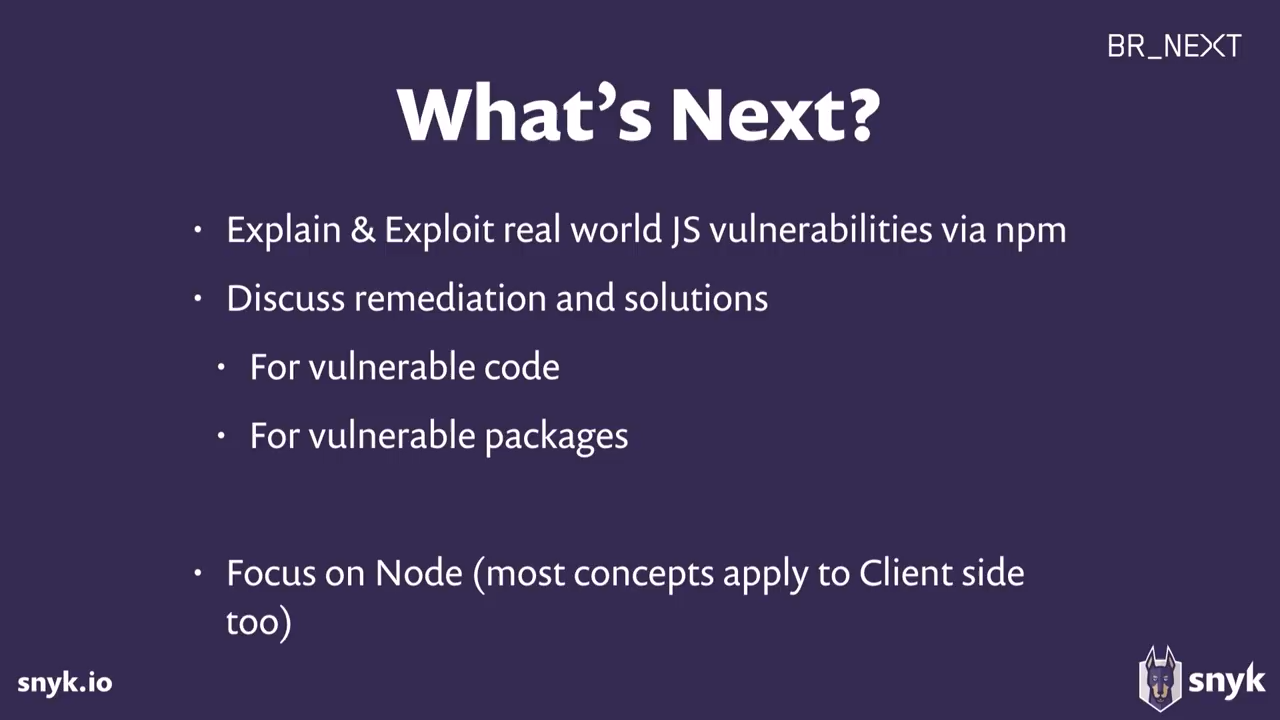 BR_NEXT
What's Next?
• Explain & Exploit real world JS vulnerabilities via npm
• Discuss remediation and solutions
• For vulnerable code
• For vulnerable packages
• Focus on Node (most concepts apply to Client side
too)
snyk.io
snyk